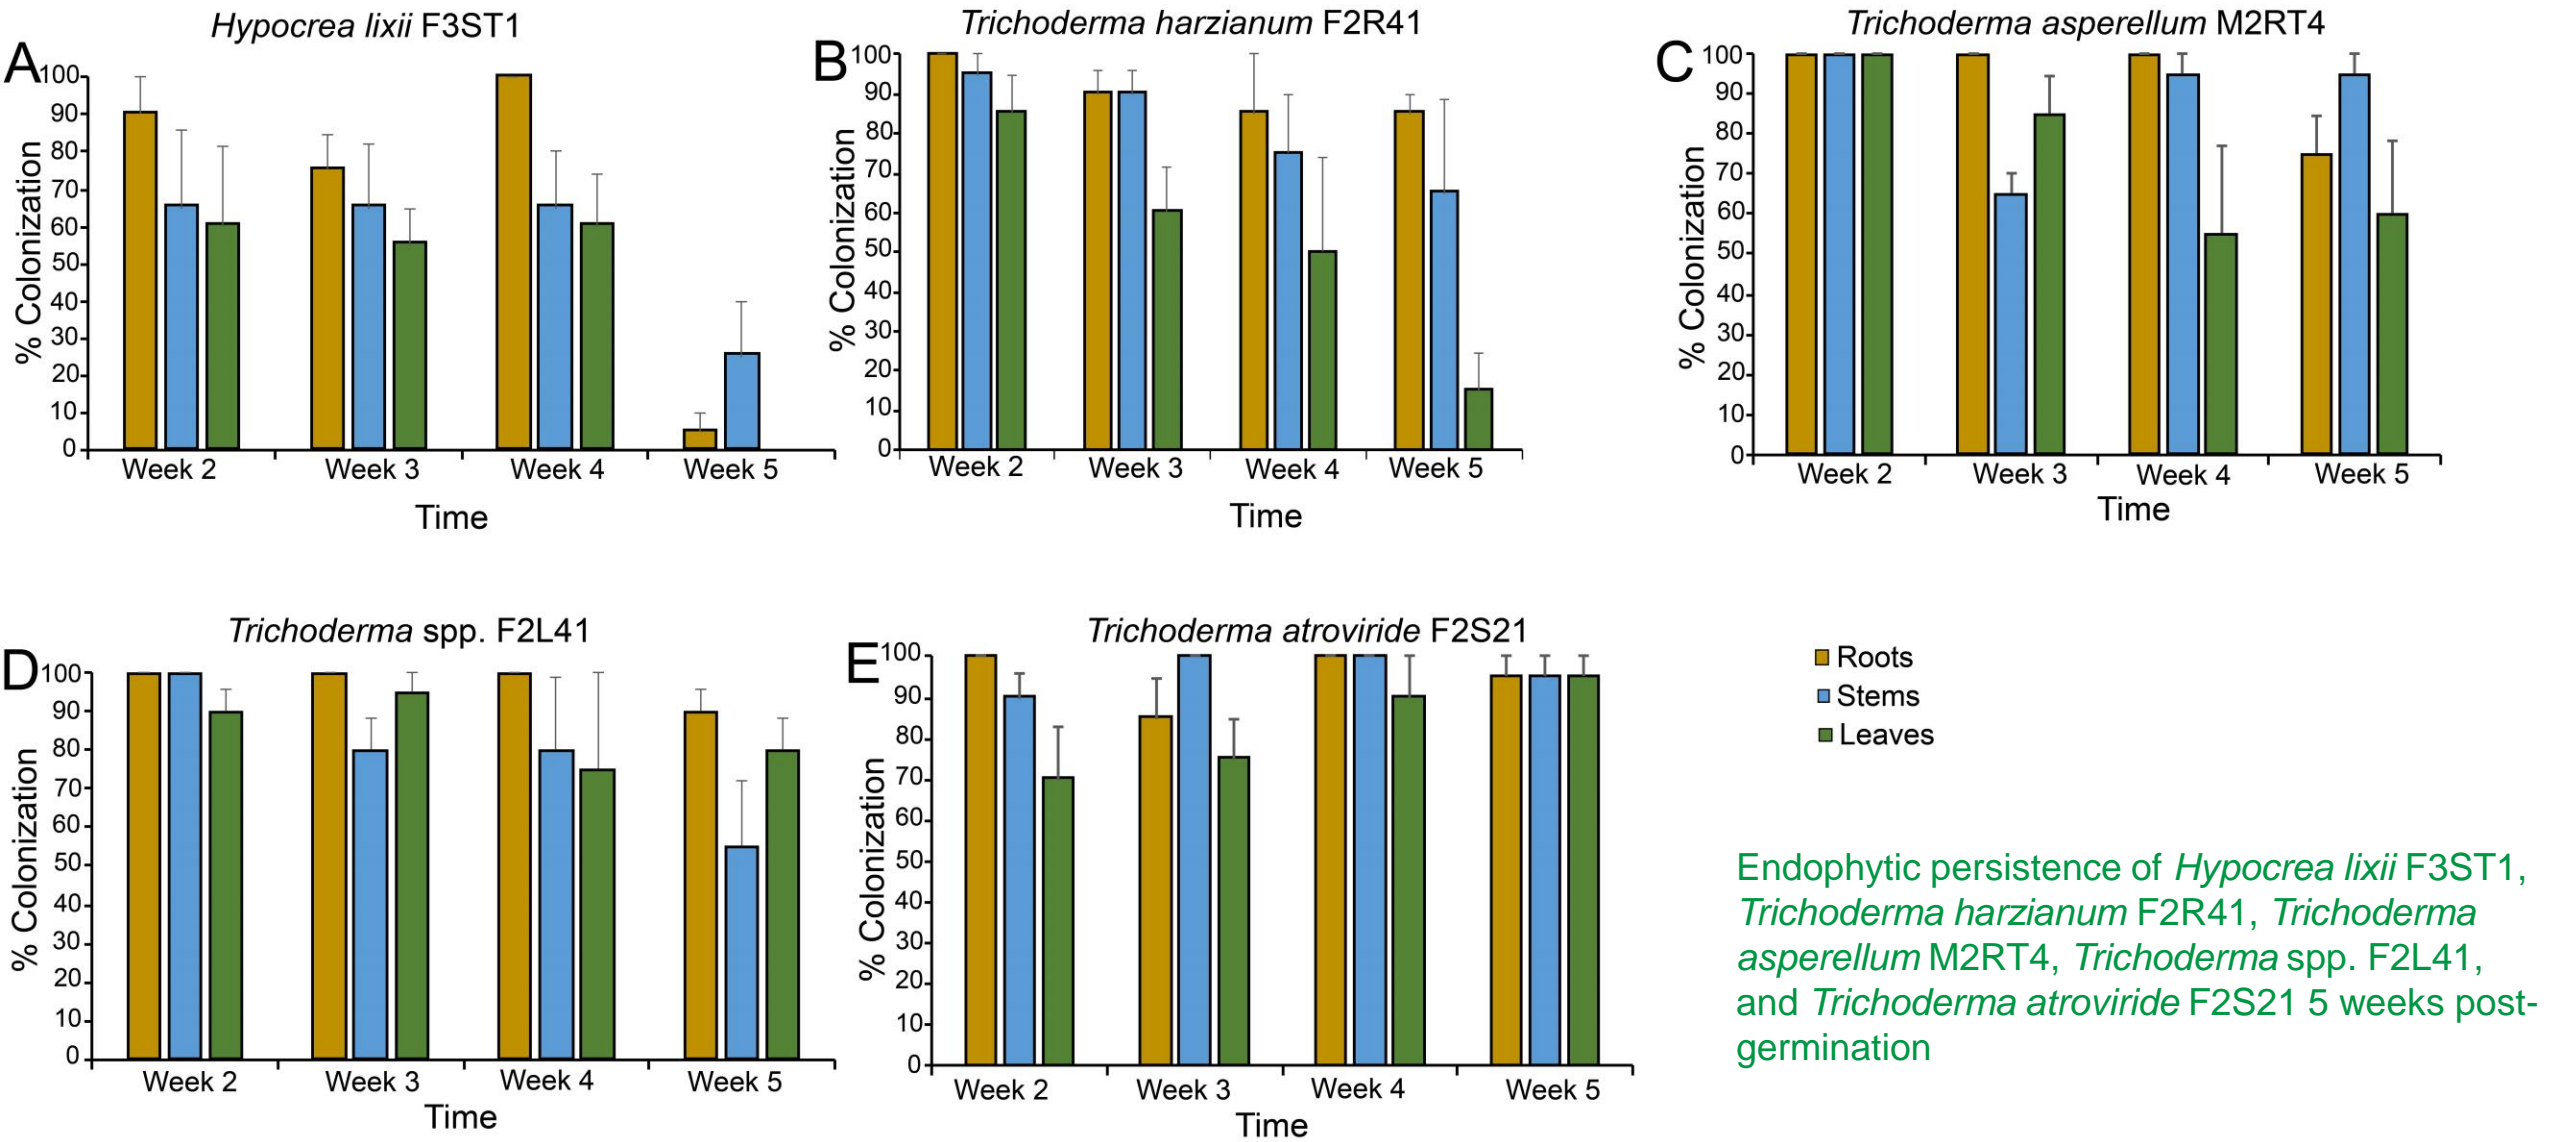 Hypocrea lixii F3ST1
A
100
90
80
70
60
50
40
30
20
10
0
% Colonization
Week 2 Week 3 Week 4 Week 5
Time
Trichoderma harzianum F2R41
B
100
90
80
70
60
50
40
30
20
10
0
% Colonization
Week 2 Week 3 Week 4 Week 5
Time
Trichoderma asperellum M2RT4
C
100
90
80
70
60
50
40
30
20
10
0
% Colonization
Week 2 Week 3 Week 4 Week 5
Time
Trichoderma spp. F2L41
D
100
90
80
70
60
50
40
30
20
10
0
% Colonization
Week 2 Week 3 Week 4 Week 5
Time
Trichoderma atroviride F2S21
E
100
90
80
70
60
50
40
30
20
10
0
% Colonization
Week 2 Week 3 Week 4 Week 5
Time
Roots
Stems
Leaves
Endophytic persistence of Hypocrea lixii F3ST1,
Trichoderma harzianum F2R41, Trichoderma
asperellum M2RT4, Trichoderma spp. F2L41,
and Trichoderma atroviride F2S21 5 weeks post-
germination